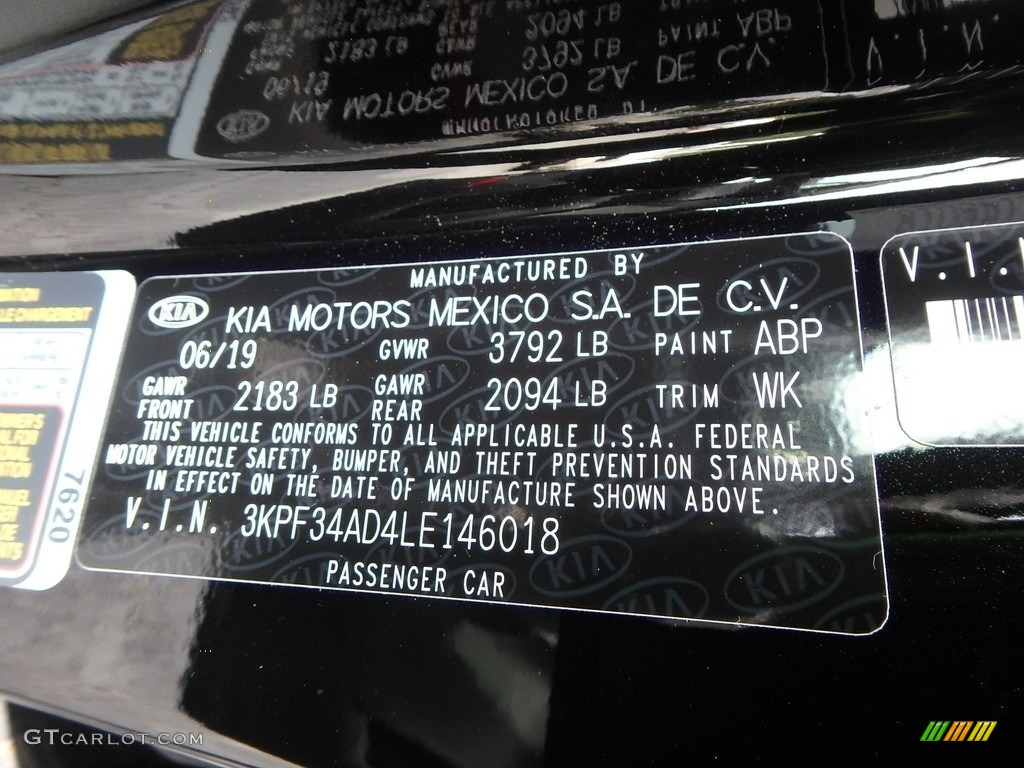 MANUFACTURED BY
KIA KIA MOTORS MEXICO S.A. DE C.V.
06/19 GVWR 3792 LB PAINT ABP
GAWR FRONT 2183 LB GAWR REAR 2094 LB TRIM WK
THIS VEHICLE CONFORMS TO ALL APPLICABLE U.S.A. FEDERAL
MOTOR VEHICLE SAFETY, BUMPER, AND THEFT PREVENTION STANDARDS
IN EFFECT ON THE DATE OF MANUFACTURE SHOWN ABOVE.
V.I.N. 3KPF34AD4LE146018
PASSENGER CAR
V.I.
7620
GTCARLOT.COM